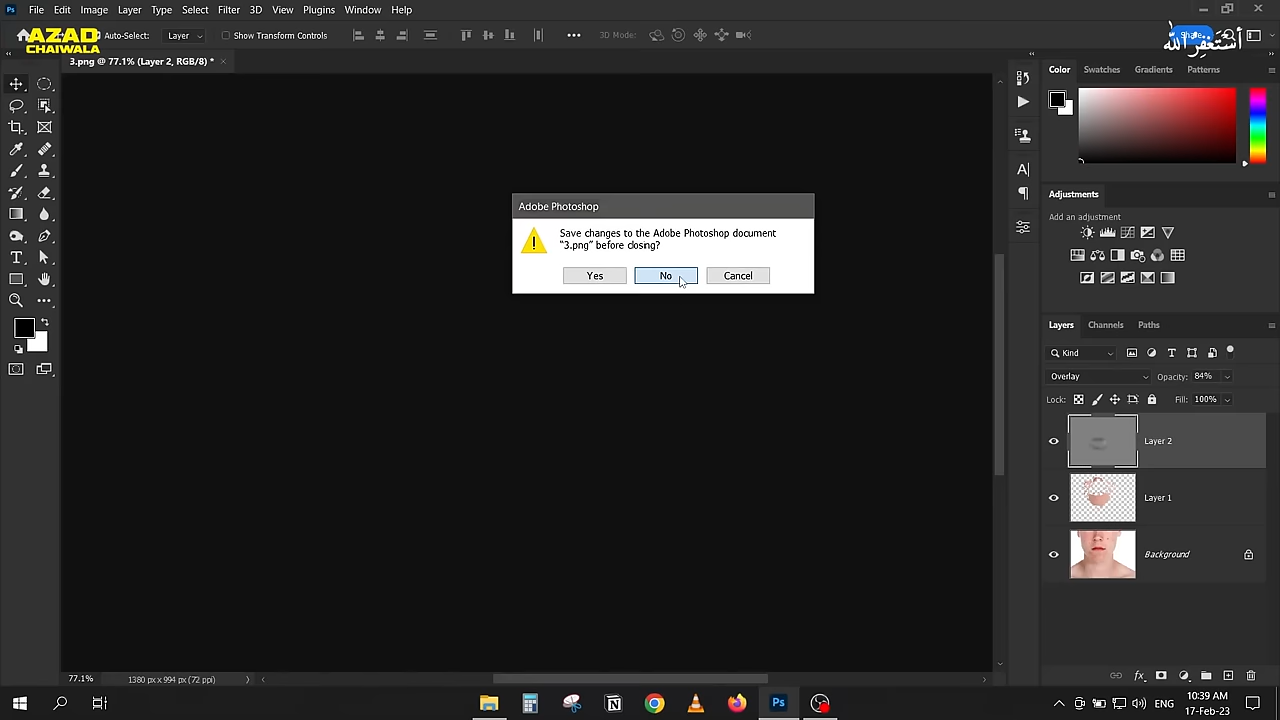 Ps File Edit Image Layer Type Select Filter 3D View Plugins Window Help
AZAD
CHAIWALA
Auto-Select: Layer Show Transform Controls 3D Mode: Share
أستغفر الله
3.png @ 77.1% (Layer 2, RGB/8) *
Color Swatches Gradients Patterns
Adobe Photoshop
Save changes to the Adobe Photoshop document
“3.png” before closing?
Yes No Cancel
Adjustments
Add an adjustment
Layers Channels Paths
Kind
Overlay Opacity: 84%
Lock: Fill: 100%
Layer 2
Layer 1
Background
77.1% 1380 px x 994 px (72 ppi)
Ps ENG 10:39 AM
17-Feb-23